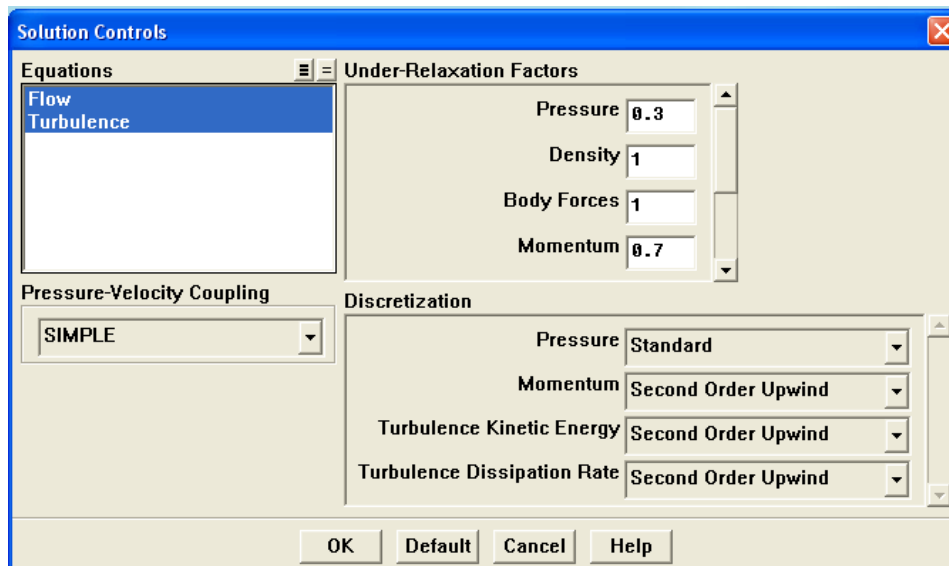 Solution Controls
Equations
Flow
Turbulence
Pressure-Velocity Coupling
SIMPLE
Under-Relaxation Factors
Pressure 0.3
Density 1
Body Forces 1
Momentum 0.7
Discretization
Pressure Standard
Momentum Second Order Upwind
Turbulence Kinetic Energy Second Order Upwind
Turbulence Dissipation Rate Second Order Upwind
OK Default Cancel Help